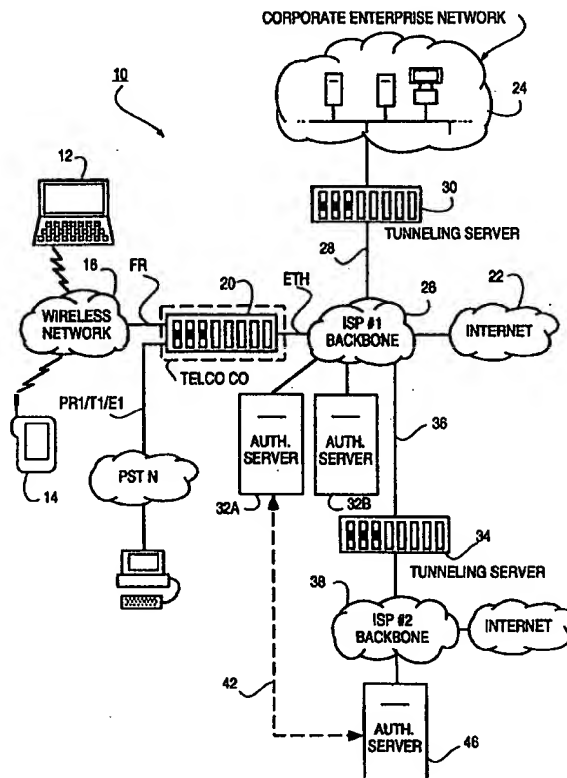 CORPORATE ENTERPRISE NETWORK
10
24
12
30
TUNNELING SERVER
18
FR
20
ETH
28
26
22
WIRELESS
NETWORK
ISP #1
BACKBONE
INTERNET
TELCO CO
PR1/T1/E1
36
AUTH.
SERVER
AUTH.
SERVER
14
PST N
32A
32B
34
TUNNELING SERVER
38
ISP #2
BACKBONE
INTERNET
42
AUTH.
SERVER
46